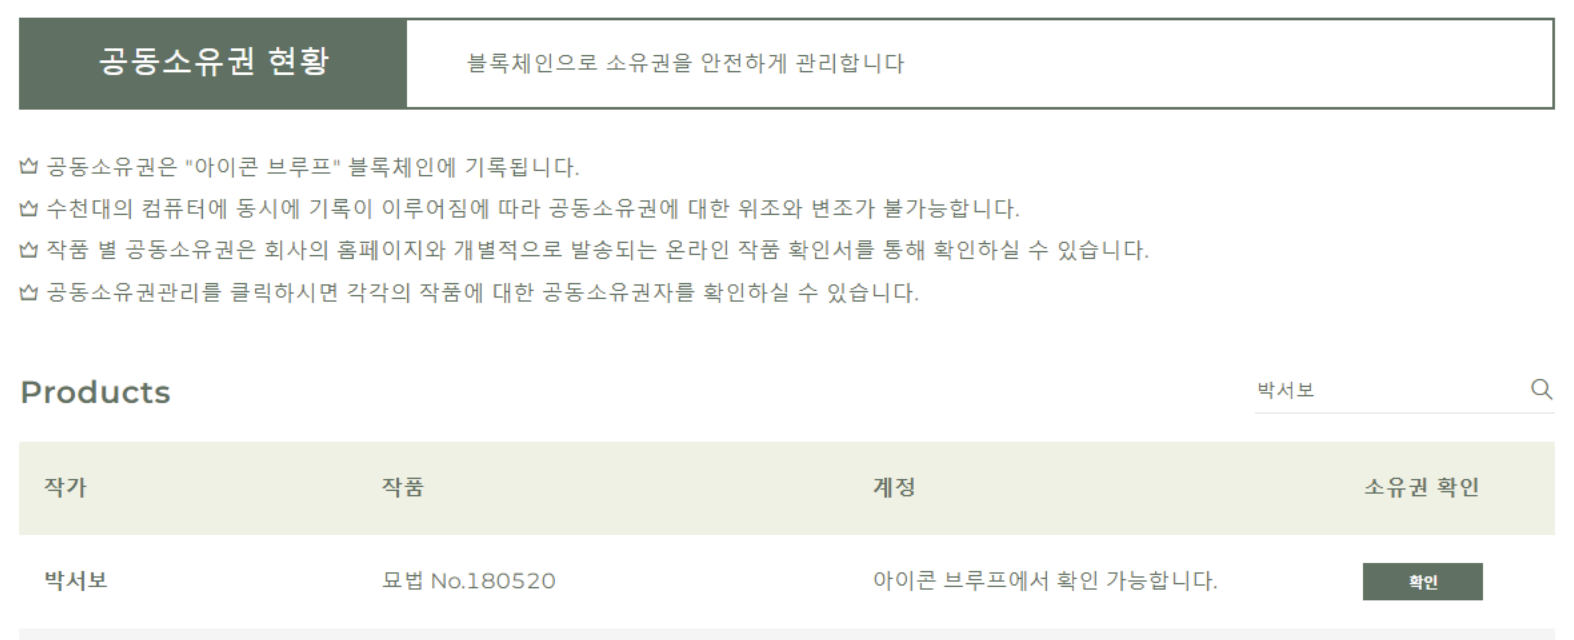 공동소유권 현황
블록체인으로 소유권을 안전하게 관리합니다
공동소유권은 "아이콘 브루프" 블록체인에 기록됩니다.
수천대의 컴퓨터에 동시에 기록이 이루어짐에 따라 공동소유권에 대한 위조와 변조가 불가능합니다.
작품 별 공동소유권은 회사의 홈페이지와 개별적으로 발송되는 온라인 작품 확인서를 통해 확인하실 수 있습니다.
공동소유권관리를 클릭하시면 각각의 작품에 대한 공동소유권자를 확인하실 수 있습니다.
Products 박서보
작가 작품 계정 소유권 확인
박서보 묘법 No.180520 아이콘 브루프에서 확인 가능합니다. 확인